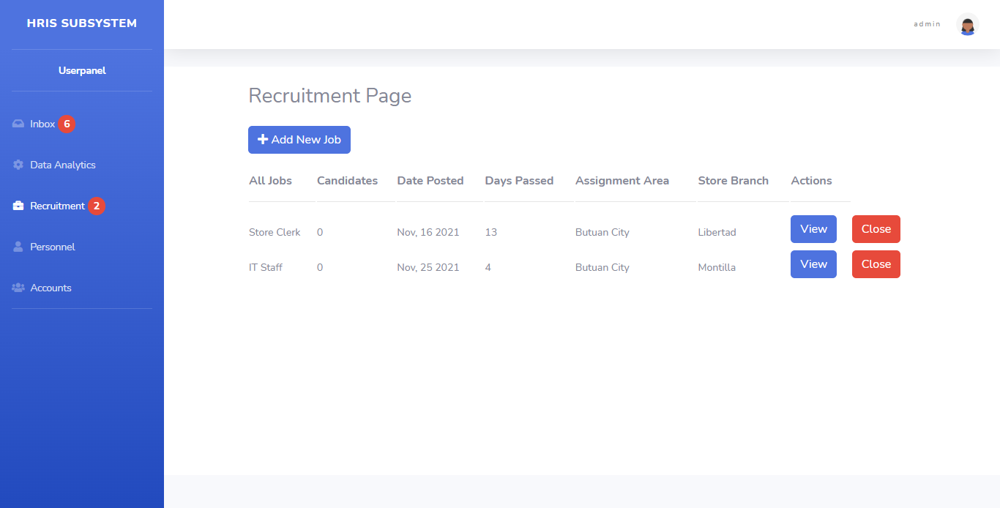 HRIS SUBSYSTEM
admin
Userpanel
Inbox 6
Data Analytics
Recruitment 2
Personnel
Accounts
Recruitment Page
Add New Job
All Jobs Candidates Date Posted Days Passed Assignment Area Store Branch Actions
Store Clerk 0 Nov, 16 2021 13 Butuan City Libertad View Close
IT Staff 0 Nov, 25 2021 4 Butuan City Montilla View Close